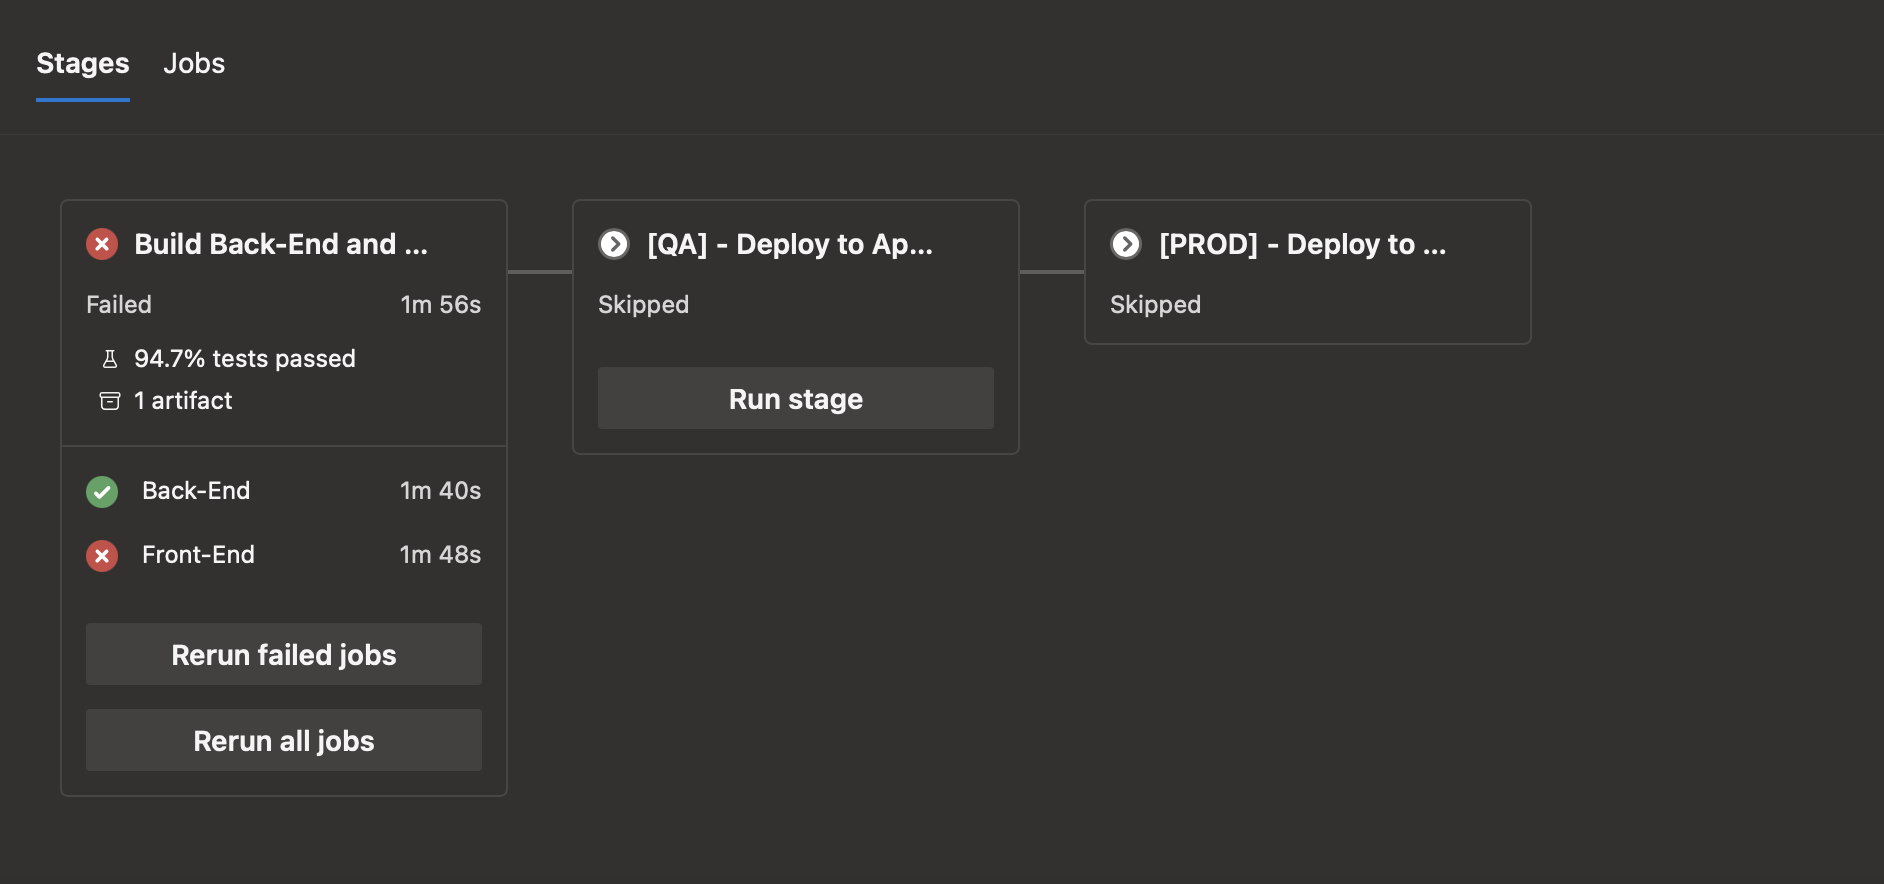 Stages Jobs
Build Back-End and ...
Failed 1m 56s
94.7% tests passed
1 artifact
Back-End 1m 40s
Front-End 1m 48s
Rerun failed jobs
Rerun all jobs
[QA] - Deploy to Ap...
Skipped
Run stage
[PROD] - Deploy to ...
Skipped